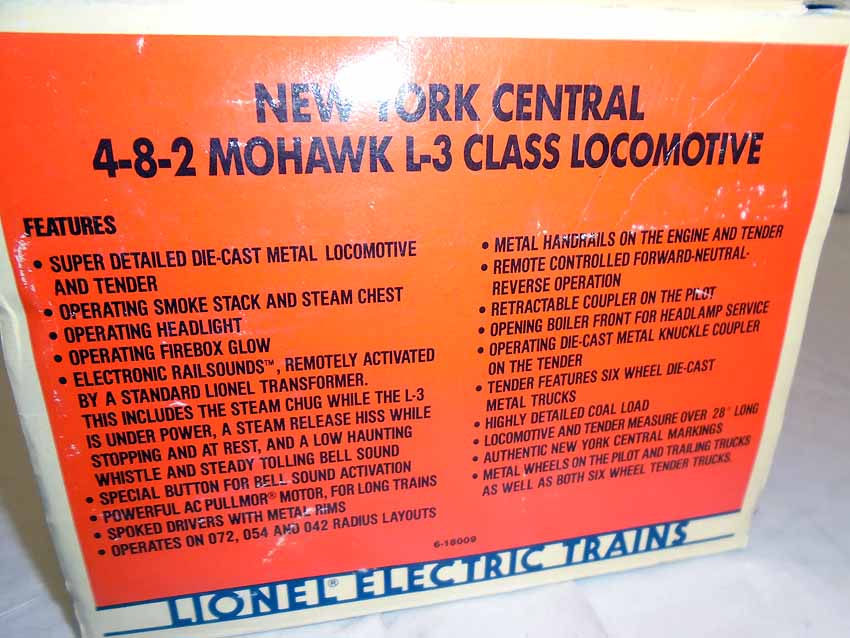 NEW YORK CENTRAL
4-8-2 MOHAWK L-3 CLASS LOCOMOTIVE
FEATURES
• SUPER DETAILED DIE-CAST METAL LOCOMOTIVE
AND TENDER
• OPERATING SMOKE STACK AND STEAM CHEST
• OPERATING HEADLIGHT
• OPERATING FIREBOX GLOW
• ELECTRONIC RAILSOUNDS™, REMOTELY ACTIVATED
BY A STANDARD LIONEL TRANSFORMER.
THIS INCLUDES THE STEAM CHUG WHILE THE L-3
IS UNDER POWER, A STEAM RELEASE HISS WHILE
STOPPING AND AT REST, AND A LOW HAUNTING
WHISTLE AND STEADY TOLLING BELL SOUND
• SPECIAL BUTTON FOR BELL SOUND ACTIVATION
• POWERFUL AC PULLMOR® MOTOR, FOR LONG TRAINS
• SPOKED DRIVERS WITH METAL RIMS
• OPERATES ON 072, 054 AND 042 RADIUS LAYOUTS
• METAL HANDRAILS ON THE ENGINE AND TENDER
• REMOTE CONTROLLED FORWARD-NEUTRAL-
REVERSE OPERATION
• RETRACTABLE COUPLER ON THE PILOT
• OPENING BOILER FRONT FOR HEADLAMP SERVICE
• OPERATING DIE-CAST METAL KNUCKLE COUPLER
ON THE TENDER
• TENDER FEATURES SIX WHEEL DIE-CAST
METAL TRUCKS
• HIGHLY DETAILED COAL LOAD
• LOCOMOTIVE AND TENDER MEASURE OVER 28" LONG
• AUTHENTIC NEW YORK CENTRAL MARKINGS
• METAL WHEELS ON THE PILOT AND TRAILING TRUCKS
AS WELL AS BOTH SIX WHEEL TENDER TRUCKS.
6-18009
LIONEL® ELECTRIC TRAINS